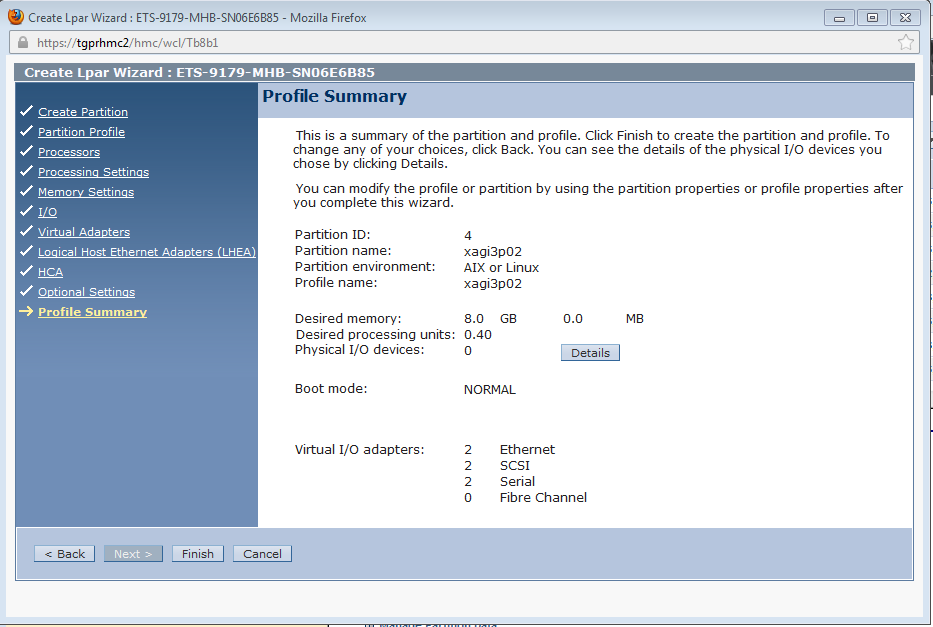 Create Lpar Wizard : ETS-9179-MHB-SN06E6B85 - Mozilla Firefox
https://tgprhmc2/hmc/wcl/Tb8b1
Create Lpar Wizard : ETS-9179-MHB-SN06E6B85
Create Partition
Partition Profile
Processors
Processing Settings
Memory Settings
I/O
Virtual Adapters
Logical Host Ethernet Adapters (LHEA)
HCA
Optional Settings
Profile Summary
Profile Summary
This is a summary of the partition and profile. Click Finish to create the partition and profile. To
change any of your choices, click Back. You can see the details of the physical I/O devices you
chose by clicking Details.
You can modify the profile or partition by using the partition properties or profile properties after
you complete this wizard.
Partition ID: 4
Partition name: xagi3p02
Partition environment: AIX or Linux
Profile name: xagi3p02
Desired memory: 8.0 GB 0.0 MB
Desired processing units: 0.40
Physical I/O devices: 0 Details
Boot mode: NORMAL
Virtual I/O adapters: 2 Ethernet
2 SCSI
2 Serial
0 Fibre Channel
< Back Next > Finish Cancel